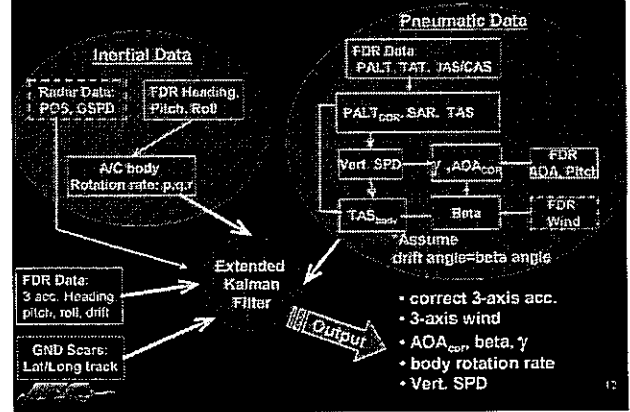 Pneumatic Data
Inertial Data
FDR Data:
PALT, TAT, IAS/CAS
Radar Data:
POS, GSPD
FDR Heading,
Pitch, Roll
PALTCOR, SAR, TAS
A/C body
Rotation rate: p,q,r
Vert. SPD
γ, AOACOR
FDR
AOA, Pitch
TASbody
Beta
FDR
Wind
Assume
drift angle=beta angle
Extended
Kalman
Filter
FDR Data:
3 acc. Heading,
pitch, roll, drift
GND Scars:
Lat/Long track
Output
• correct 3-axis acc.
• 3-axis wind
• AOAcor, beta, γ
• body rotation rate
• Vert. SPD
12